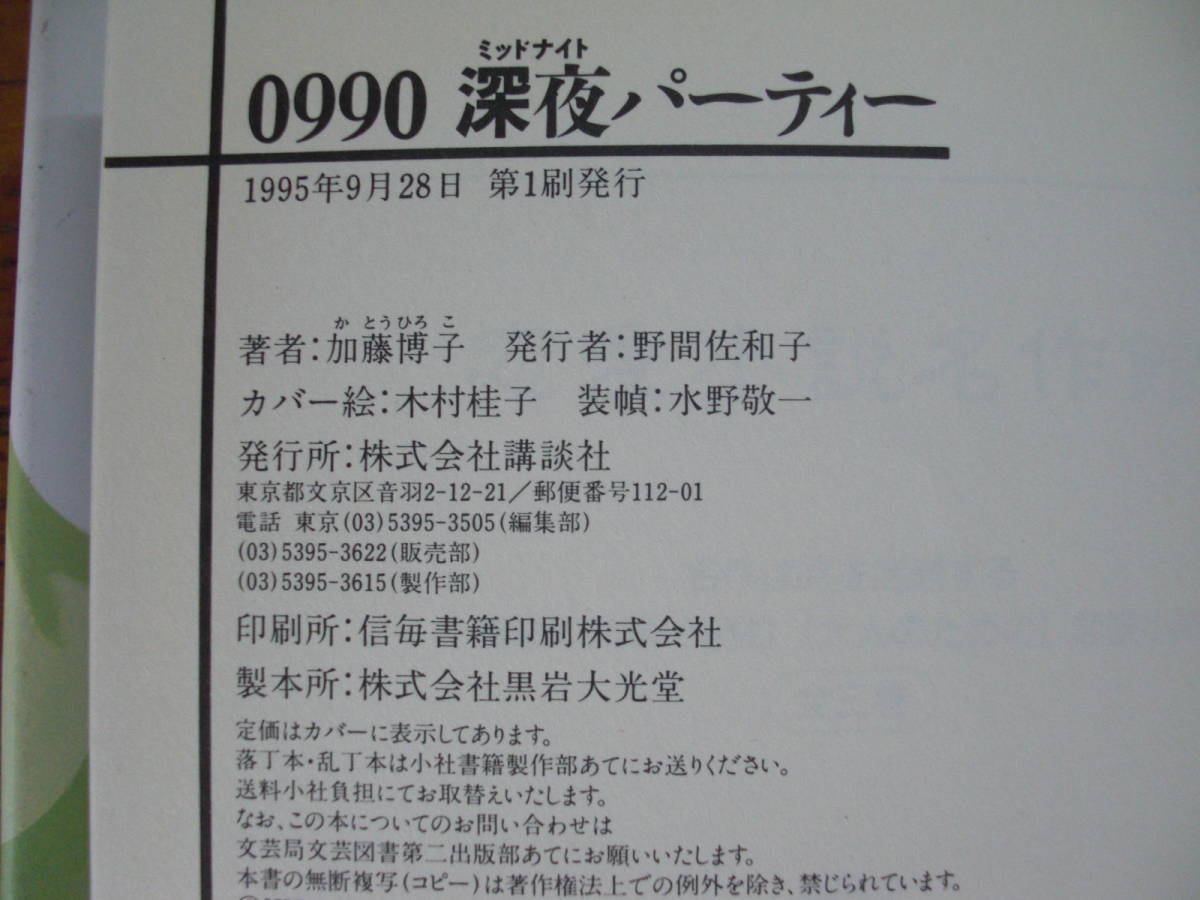 ミッドナイト
0990 深夜パーティー
1995年9月28日 第1刷発行
か とう ひろ こ
著者:加藤博子 発行者:野間佐和子
カバー絵:木村桂子 装幀:水野敬一
発行所:株式会社講談社
東京都文京区音羽2-12-21/郵便番号112-01
電話 東京(03)5395-3505(編集部)
(03)5395-3622(販売部)
(03)5395-3615(製作部)
印刷所:信毎書籍印刷株式会社
製本所:株式会社黒岩大光堂
定価はカバーに表示してあります。
落丁本・乱丁本は小社書籍製作部あてにお送りください。
送料小社負担にてお取替えいたします。
なお、この本についてのお問い合わせは
文芸局文芸図書第二出版部あてにお願いいたします。
本書の無断複写(コピー)は著作権法上での例外を除き、禁じられています。